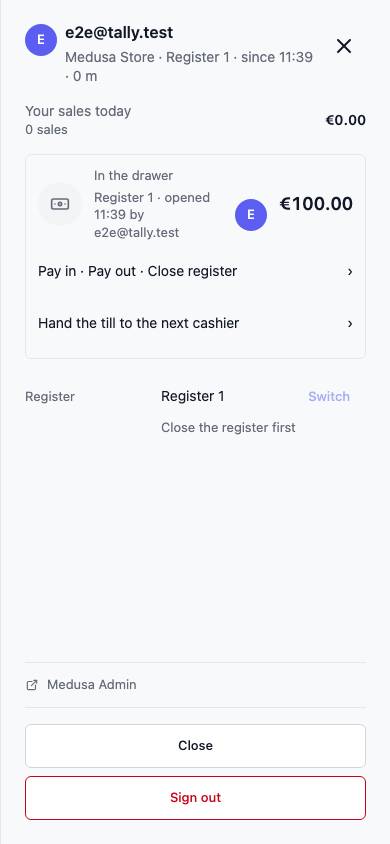 E
e2e@tally.test
Medusa Store · Register 1 · since 11:39
· 0 m
Your sales today
0 sales
€0.00
In the drawer
Register 1 · opened
11:39 by
e2e@tally.test
E
€100.00
Pay in · Pay out · Close register
Hand the till to the next cashier
Register
Register 1
Switch
Close the register first
Medusa Admin
Close
Sign out